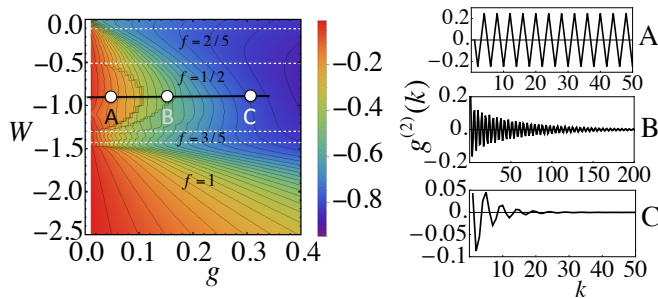 0.0
-0.5
-1.0
-1.5
-2.0
-2.5
W
f = 2/5
f = 1/2
A
B
C
f = 3/5
f = 1
0.0 0.1 0.2 0.3 0.4
g
-0.2
-0.4
-0.6
-0.8
g⁽²⁾(k)
0.2
0
-0.2
10 20 30 40 50
A
0.2
0
-0.2
50 100 150 200
B
0.05
0
-0.05
-0.1
10 20 30 40 50
C
k